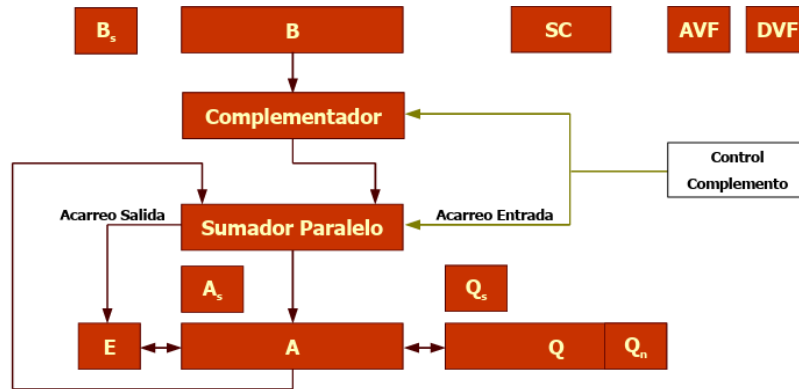 Bs B SC AVF DVF
Complementador
Control
Complemento
Acarreo Salida Sumador Paralelo Acarreo Entrada
As Qs
E A Q Qn